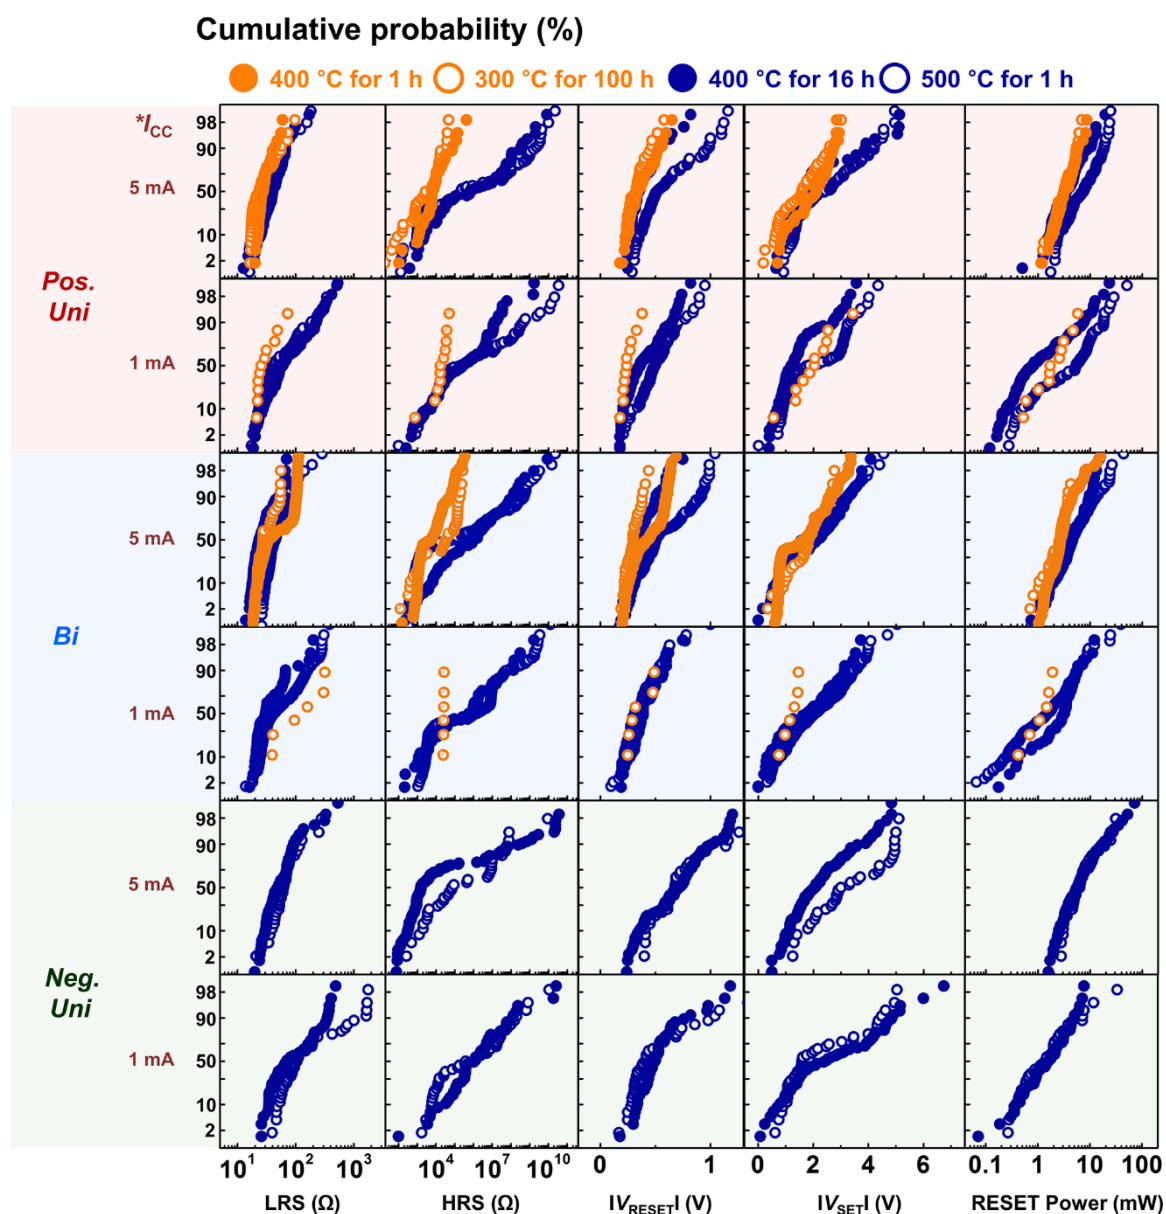 Cumulative probability (%)
400 °C for 1 h 300 °C for 100 h 400 °C for 16 h 500 °C for 1 h
*ICC
98
90
5 mA
50
10
2
Pos.
Uni
98
90
1 mA
50
10
2
98
90
5 mA
50
10
2
Bi
98
90
1 mA
50
10
2
98
90
5 mA
50
10
2
Neg.
Uni
98
90
1 mA
50
10
2
10¹ 10² 10³ 10⁴ 10⁷ 10¹⁰ 0 1 0 2 4 6 0.1 1 10 100
LRS (Ω) HRS (Ω) IVRESETI (V) IVSETI (V) RESET Power (mW)